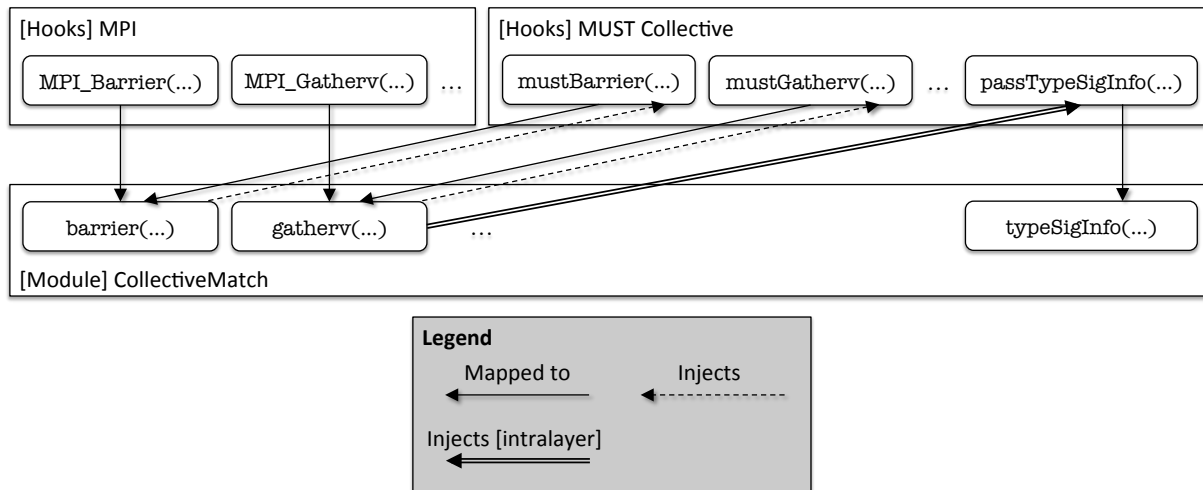 [Hooks] MPI
[Hooks] MUST Collective
MPI_Barrier(...)
MPI_Gatherv(...)
...
mustBarrier(...)
mustGatherv(...)
...
passTypeSigInfo(...)
barrier(...)
gatherv(...)
...
typeSigInfo(...)
[Module] CollectiveMatch
Legend
Mapped to
Injects
Injects [intralayer]